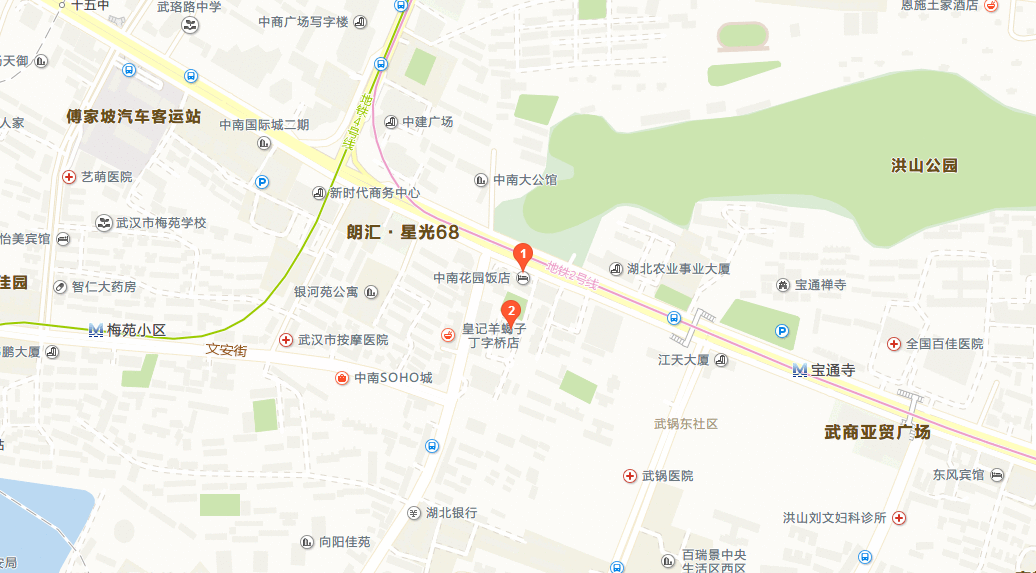 十五中
武珞路中学
中商广场写字楼
恩施土家酒店
天御
人家
傅家坡汽车客运站
中南国际城二期
中建广场
地铁4号线
艺萌医院
P
新时代商务中心
中南大公馆
洪山公园
武汉市梅苑学校
怡美宾馆
朗汇·星光68
1
地铁2号线
湖北农业事业大厦
中南花园饭店
宝通禅寺
佳园
智仁大药房
银河苑公寓
2
皇记羊蝎子
丁字桥店
P
梅苑小区
武汉市按摩医院
全国百佳医院
鹏大厦
文安街
江天大厦
宝通寺
中南SOHO城
武锅东社区
武商亚贸广场
站
武锅医院
东风宾馆
湖北银行
洪山刘文妇科诊所
向阳佳苑
百瑞景中央
生活区西区
安局